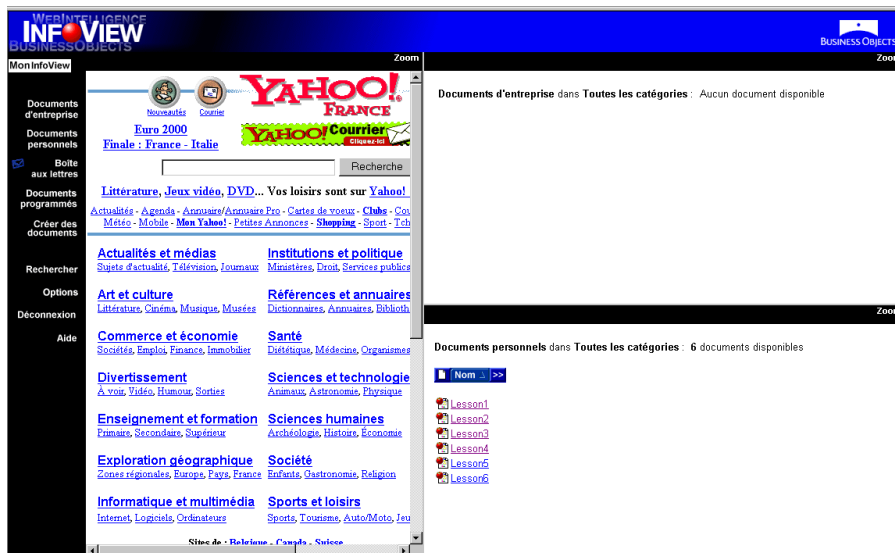 WEBINTELLIGENCE
INFOVIEW
BUSINESSOBJECTS
BUSINESS OBJECTS
Mon InfoView
Documents
d'entreprise
Documents
personnels
Boîte
aux lettres
Documents
programmés
Créer des
documents
Rechercher
Options
Déconnexion
Aide
Zoom
Nouveautés Courrier
YAHOO!
FRANCE
Euro 2000
Finale : France - Italie
YAHOO! Courrier
Cliquez-ici
Recherche
Littérature, Jeux vidéo, DVD... Vos loisirs sont sur Yahoo!
Actualités - Agenda - Annuaire/Annuaire Pro - Cartes de voeux - Clubs - Cou
Météo - Mobile - Mon Yahoo! - Petites Annonces - Shopping - Sport - Tch
Actualités et médias
Sujets d'actualité, Télévision, Journaux
Institutions et politique
Ministères, Droit, Services publics
Art et culture
Littérature, Cinéma, Musique, Musées
Références et annuaires
Dictionnaires, Annuaires, Biblioth
Commerce et économie
Sociétés, Emploi, Finance, Immobilier
Santé
Diététique, Médecine, Organismes
Divertissement
À voir, Vidéo, Humour, Sorties
Sciences et technologie
Animaux, Astronomie, Physique
Enseignement et formation
Primaire, Secondaire, Supérieur
Sciences humaines
Archéologie, Histoire, Économie
Exploration géographique
Zones régionales, Europe, Pays, France
Société
Enfants, Gastronomie, Religion
Informatique et multimédia
Internet, Logiciels, Ordinateurs
Sports et loisirs
Sports, Tourisme, Auto/Moto, Jeu
Sites de : Belgique - Canada - Suisse
Zoo
Documents d'entreprise dans Toutes les catégories : Aucun document disponible
Zoo
Documents personnels dans Toutes les catégories : 6 documents disponibles
Nom >>
Lesson1
Lesson2
Lesson3
Lesson4
Lesson5
Lesson6